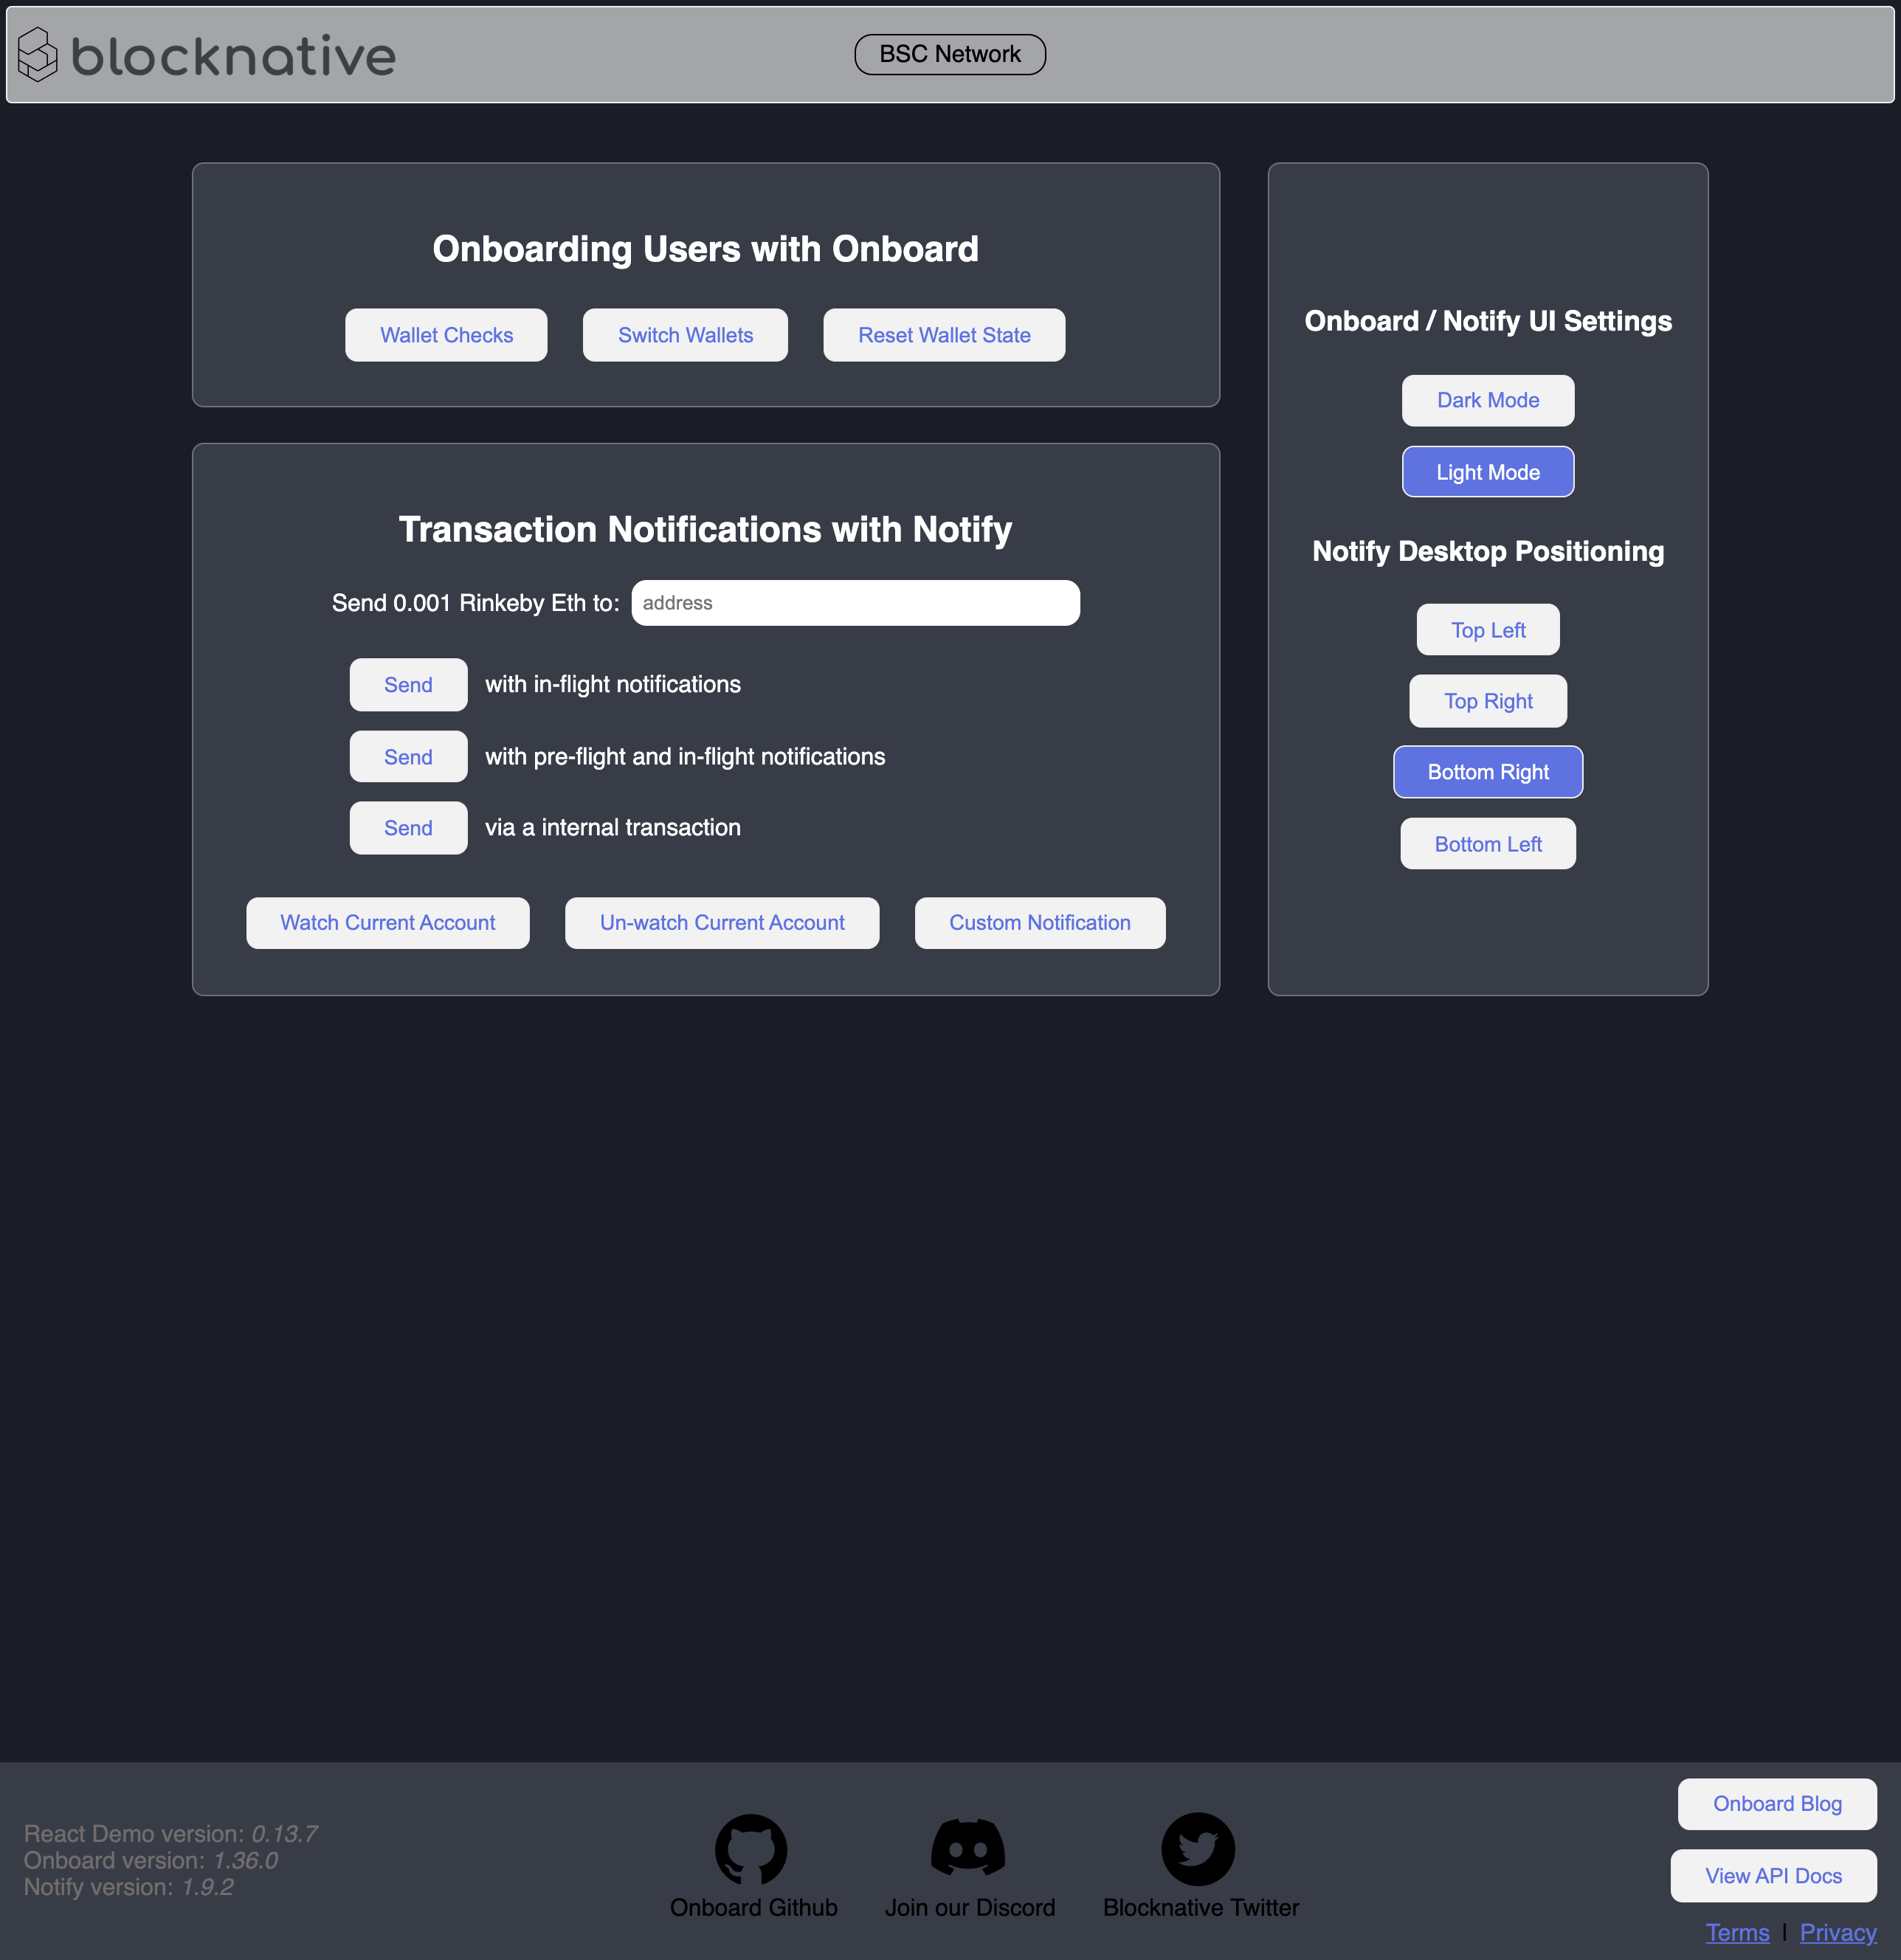 blocknative
BSC Network
Onboarding Users with Onboard
Wallet Checks
Switch Wallets
Reset Wallet State
Transaction Notifications with Notify
Send 0.001 Rinkeby Eth to: address
Send with in-flight notifications
Send with pre-flight and in-flight notifications
Send via a internal transaction
Watch Current Account
Un-watch Current Account
Custom Notification
Onboard / Notify UI Settings
Dark Mode
Light Mode
Notify Desktop Positioning
Top Left
Top Right
Bottom Right
Bottom Left
React Demo version: 0.13.7
Onboard version: 1.36.0
Notify version: 1.9.2
Onboard Github
Join our Discord
Blocknative Twitter
Onboard Blog
View API Docs
Terms | Privacy